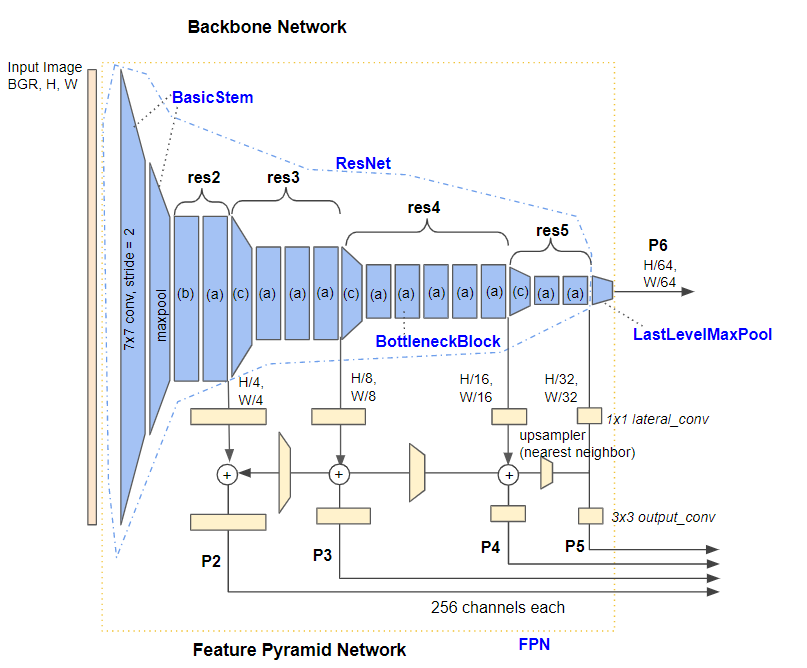 Backbone Network
Input Image
BGR, H, W
BasicStem
ResNet
res2
res3
res4
res5
P6
H/64,
W/64
7x7 conv, stride = 2
maxpool
(b)
(a)
(c)
(a)
(a)
(a)
(c)
(a)
(a)
(a)
(a)
(a)
(c)
(a)
(a)
BottleneckBlock
LastLevelMaxPool
H/4,
W/4
H/8,
W/8
H/16,
W/16
H/32,
W/32
1x1 lateral_conv
upsampler
(nearest neighbor)
+
+
+
3x3 output_conv
P2
P3
P4
P5
256 channels each
Feature Pyramid Network
FPN